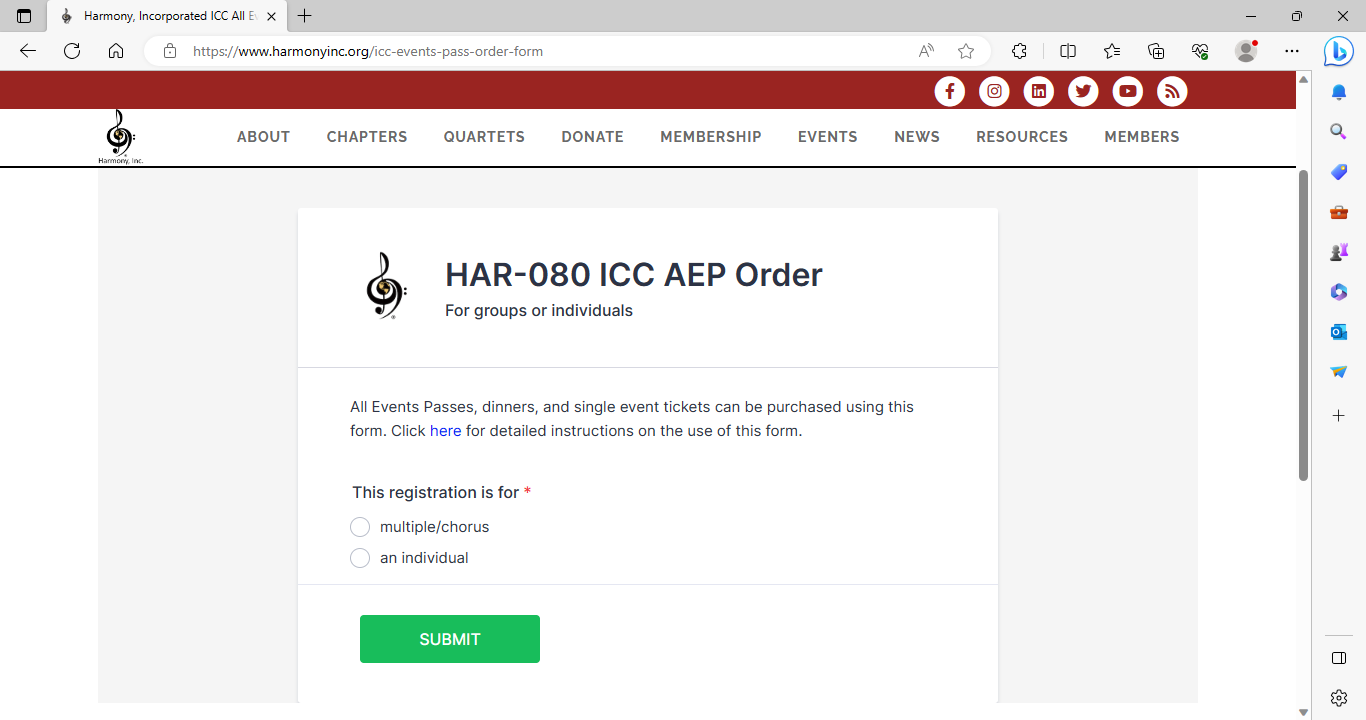 Harmony, Incorporated ICC All Ev
https://www.harmonyinc.org/icc-events-pass-order-form
Harmony, Inc.
ABOUT
CHAPTERS
QUARTETS
DONATE
MEMBERSHIP
EVENTS
NEWS
RESOURCES
MEMBERS
HAR-080 ICC AEP Order
For groups or individuals
All Events Passes, dinners, and single event tickets can be purchased using this
form. Click here for detailed instructions on the use of this form.
This registration is for *
multiple/chorus
an individual
SUBMIT